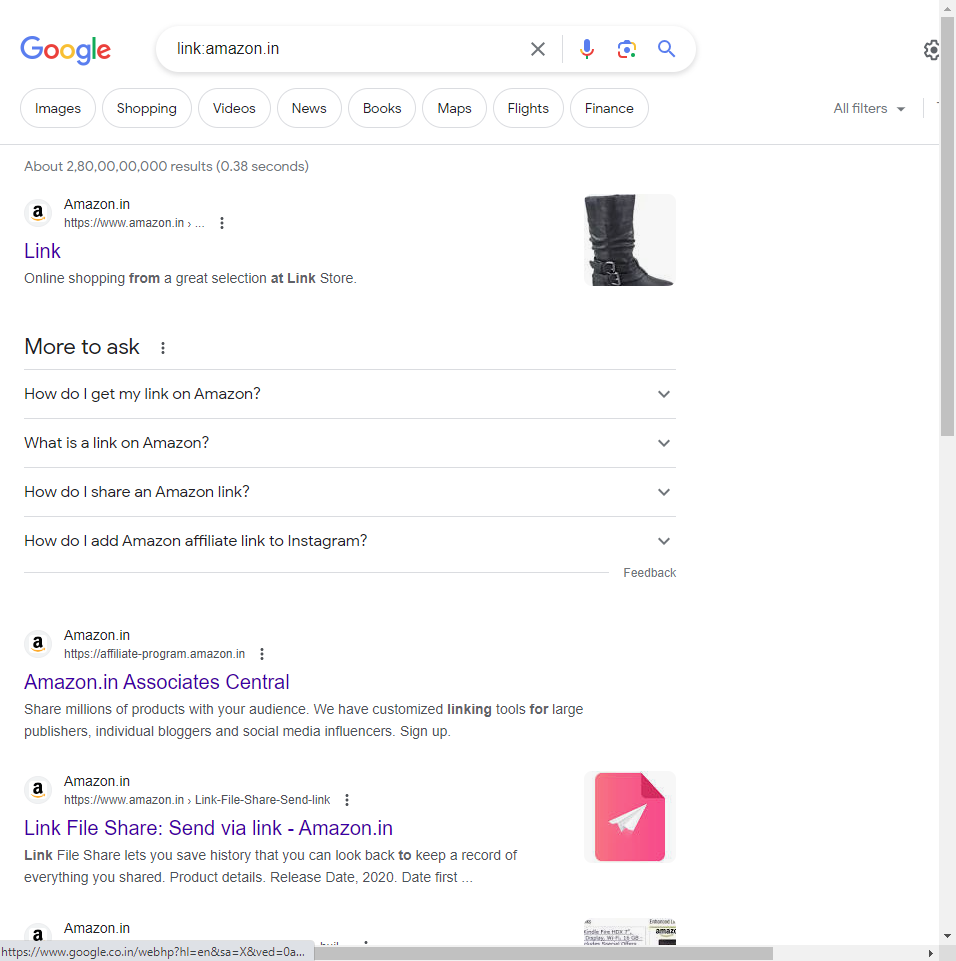 Google
link:amazon.in
Images
Shopping
Videos
News
Books
Maps
Flights
Finance
All filters
About 2,80,00,00,000 results (0.38 seconds)
a
Amazon.in
https://www.amazon.in › ...
Link
Online shopping from a great selection at Link Store.
More to ask
How do I get my link on Amazon?
What is a link on Amazon?
How do I share an Amazon link?
How do I add Amazon affiliate link to Instagram?
Feedback
a
Amazon.in
https://affiliate-program.amazon.in
Amazon.in Associates Central
Share millions of products with your audience. We have customized linking tools for large
publishers, individual bloggers and social media influencers. Sign up.
a
Amazon.in
https://www.amazon.in › Link-File-Share-Send-link
Link File Share: Send via link - Amazon.in
Link File Share lets you save history that you can look back to keep a record of
everything you shared. Product details. Release Date, 2020. Date first ...
a
Amazon.in
Kindle Fire HDX 7",
Display, Wi-Fi, 16 GB -
Includes Special Offers
Enhanced
amaz
https://www.google.co.in/webhp?hl=en&sa=X&ved=0a...